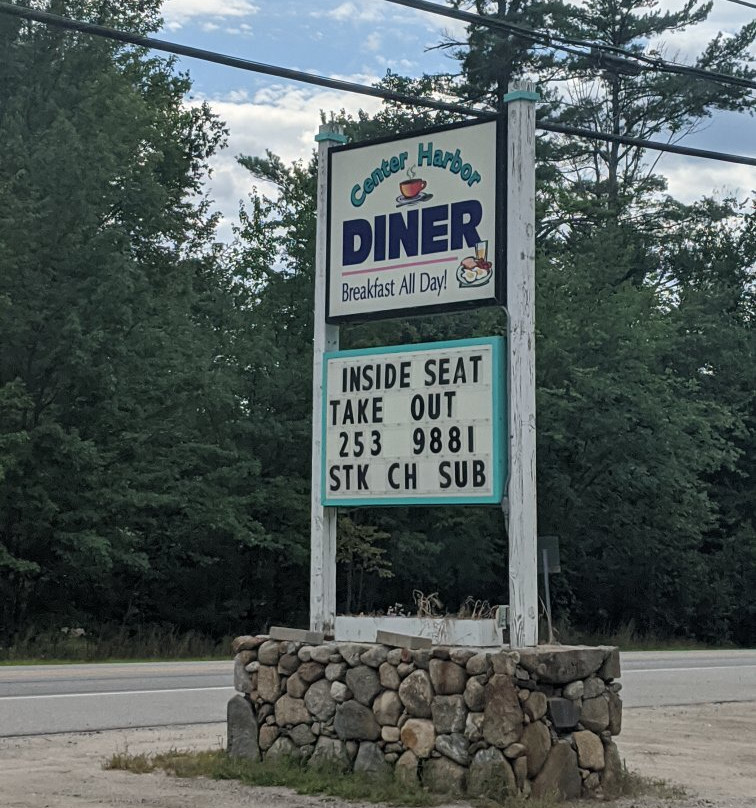 Center Harbor
DINER
Breakfast All Day!
INSIDE SEAT
TAKE OUT
253 9881
STK CH SUB